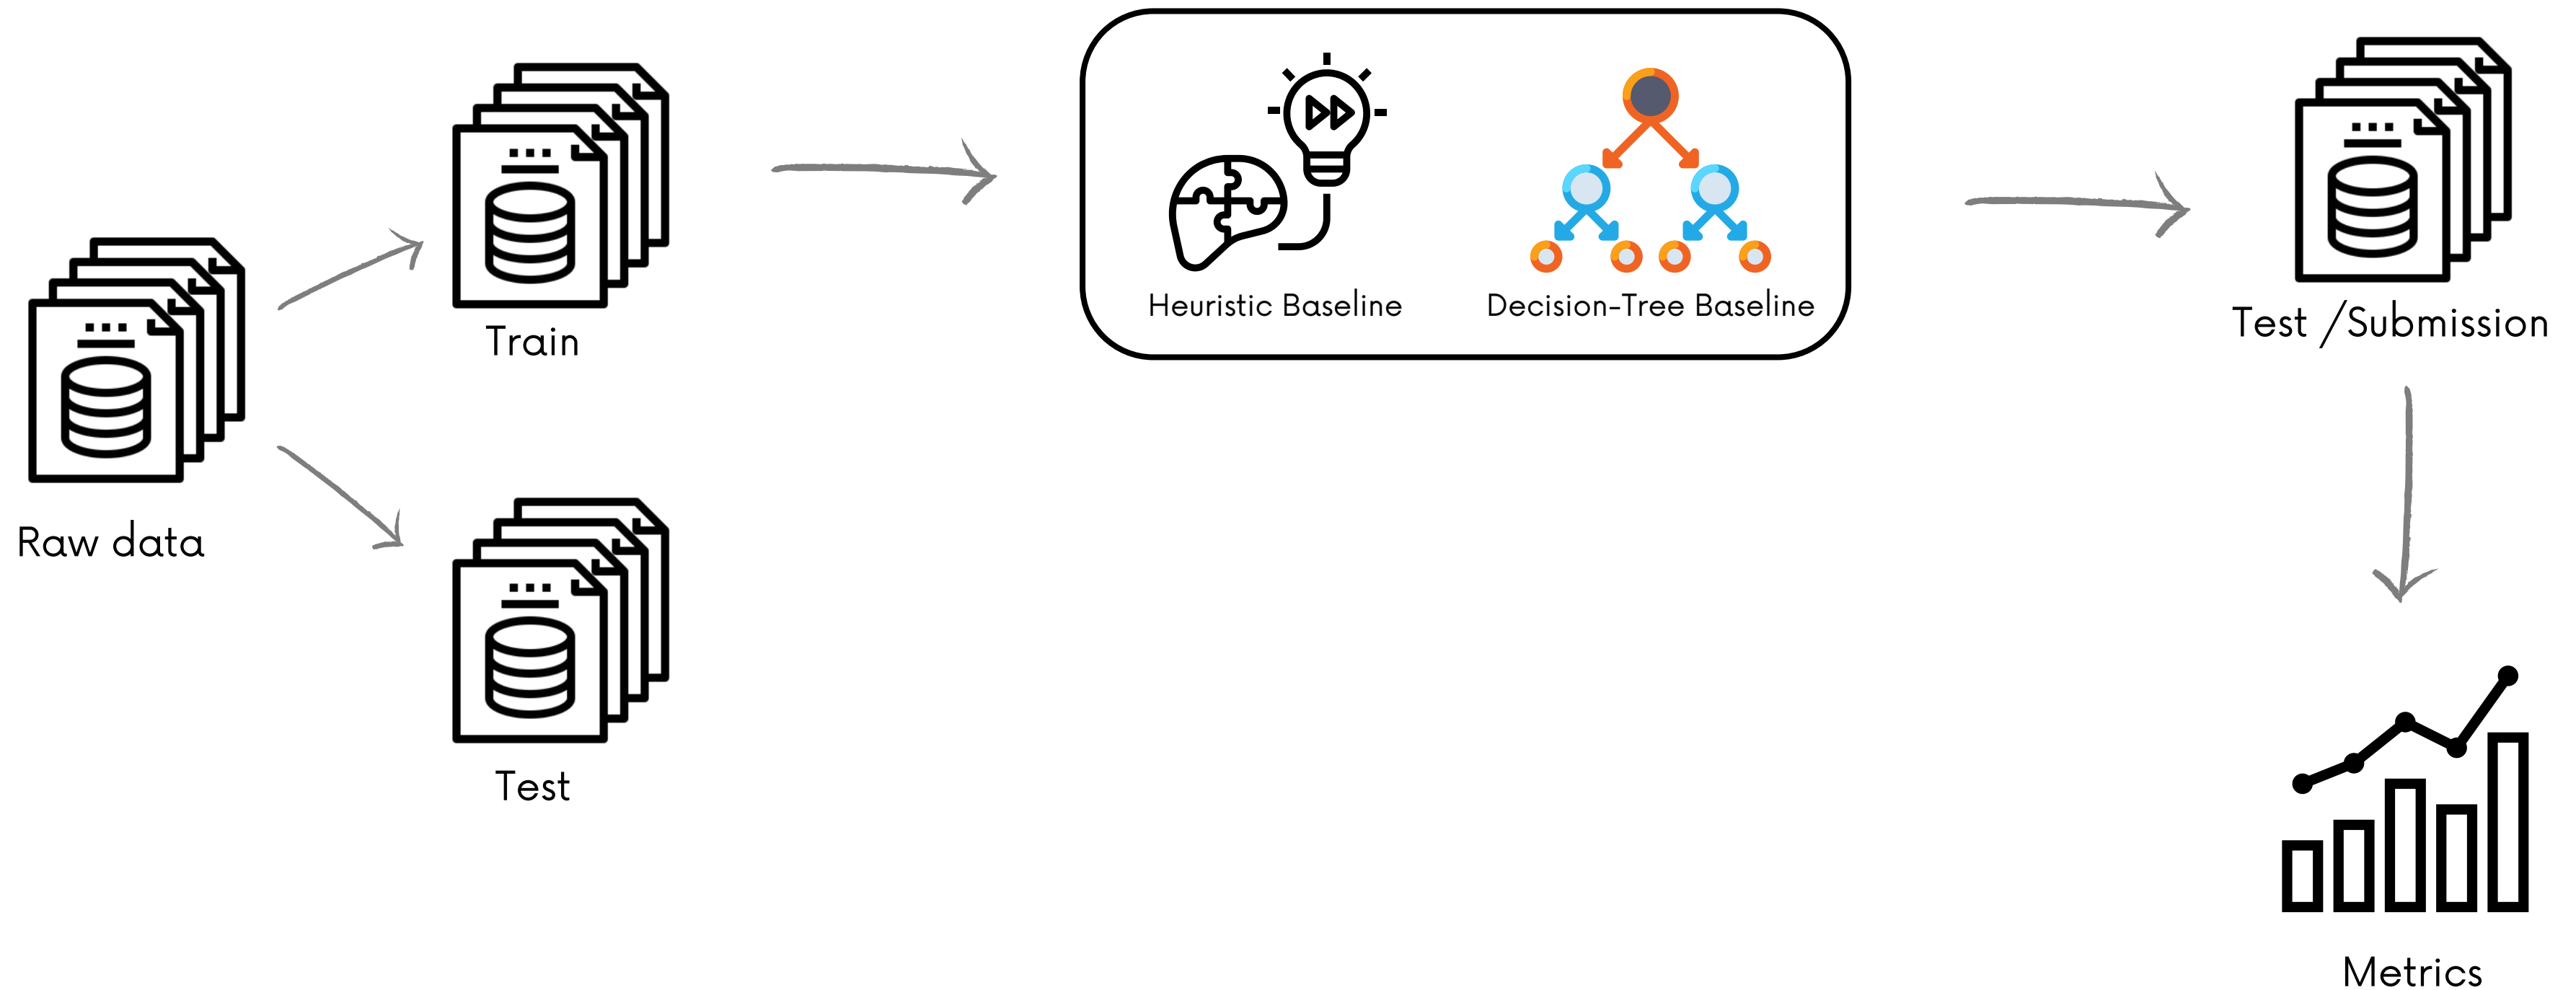 Raw data
Train
Test
Heuristic Baseline
Decision-Tree Baseline
Test /Submission
Metrics